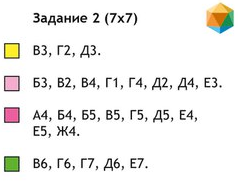 Задание 2 (7х7)
В3, Г2, Д3.
Б3, В2, В4, Г1, Г4, Д2, Д4, Е3.
А4, Б4, Б5, В5, Г5, Д5, Е4,
Е5, Ж4.
В6, Г6, Г7, Д6, Е7.